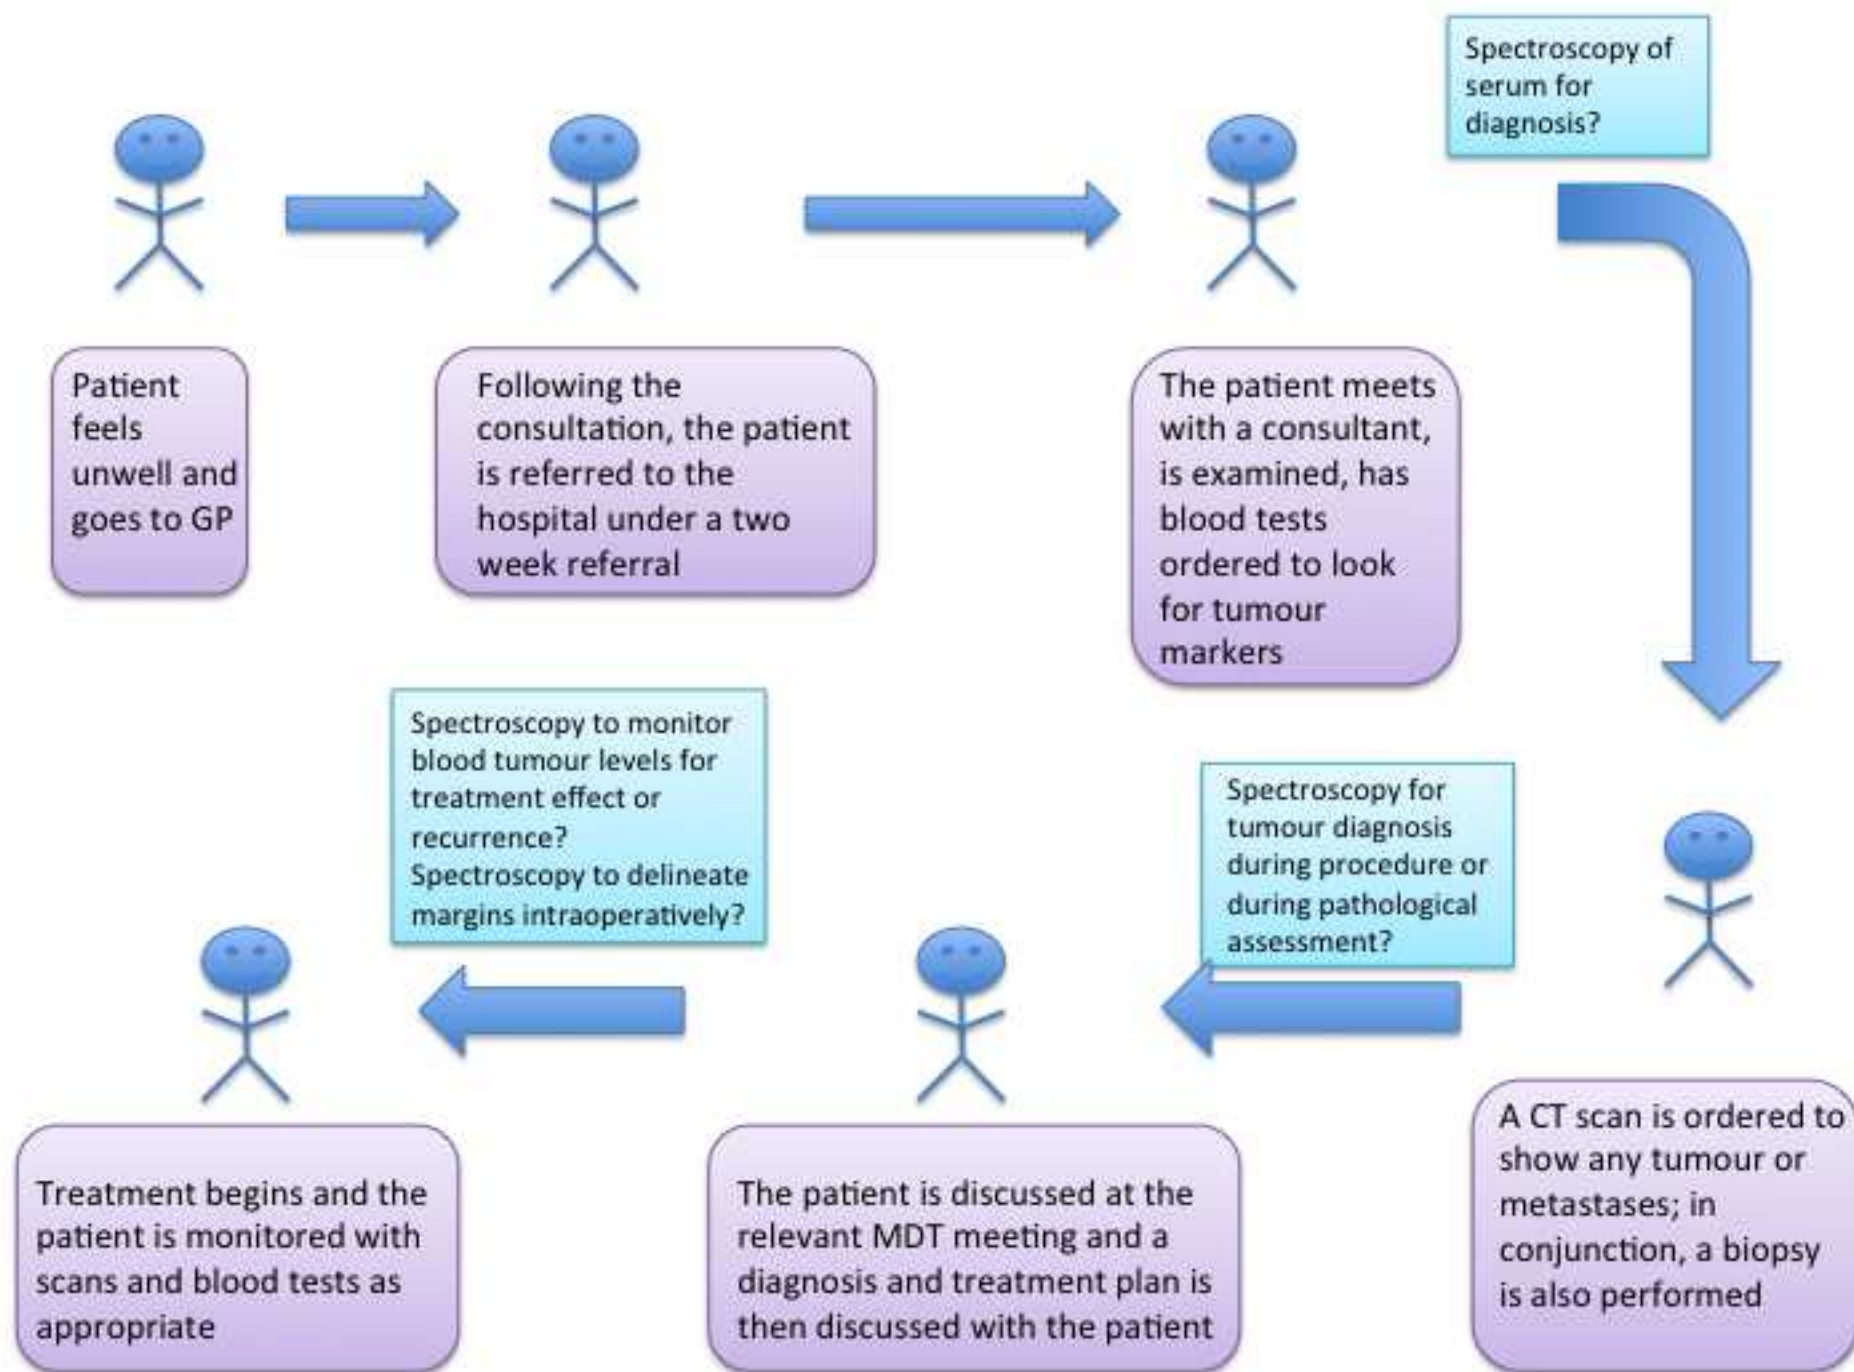 Spectroscopy of
serum for
diagnosis?
Patient
feels
unwell and
goes to GP
Following the
consultation, the patient
is referred to the
hospital under a two
week referral
The patient meets
with a consultant,
is examined, has
blood tests
ordered to look
for tumour
markers
Spectroscopy to monitor
blood tumour levels for
treatment effect or
recurrence?
Spectroscopy to delineate
margins intraoperatively?
Spectroscopy for
tumour diagnosis
during procedure or
during pathological
assessment?
Treatment begins and the
patient is monitored with
scans and blood tests as
appropriate
The patient is discussed at the
relevant MDT meeting and a
diagnosis and treatment plan is
then discussed with the patient
A CT scan is ordered to
show any tumour or
metastases; in
conjunction, a biopsy
is also performed